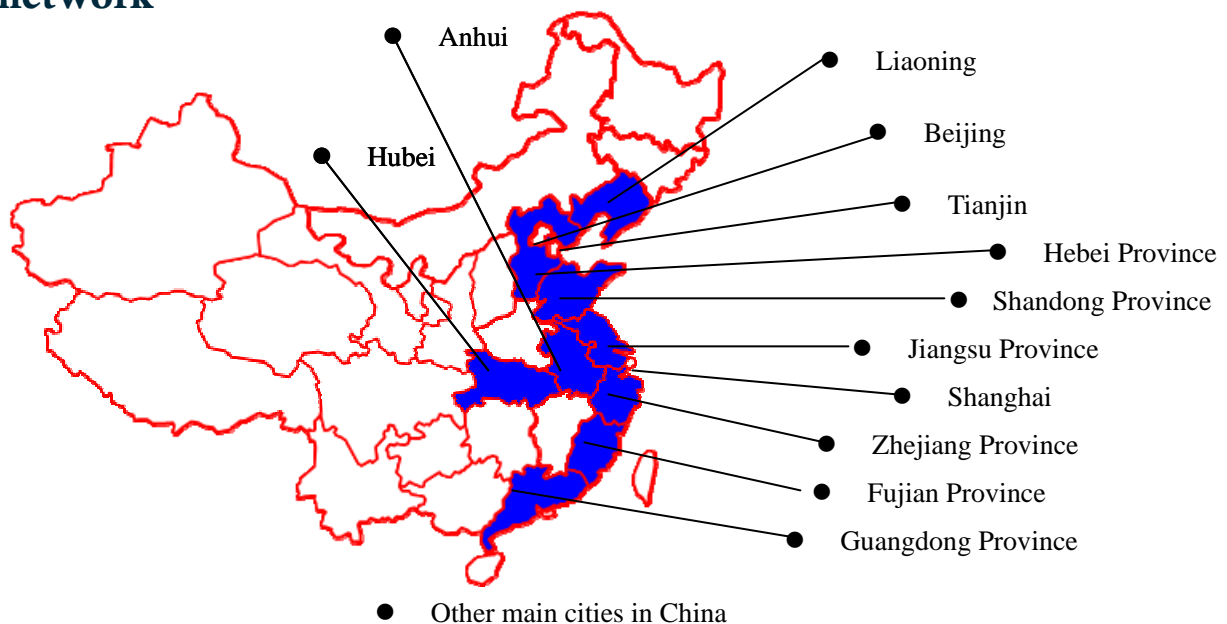 network
Anhui
Liaoning
Beijing
Hubei
Tianjin
Hebei Province
Shandong Province
Jiangsu Province
Shanghai
Zhejiang Province
Fujian Province
Guangdong Province
Other main cities in China